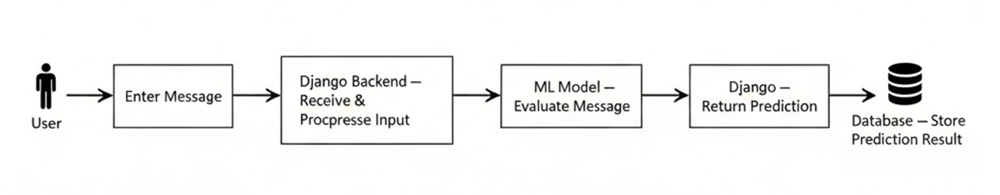 User
Enter Message
Django Backend —
Receive &
Procpresse Input
ML Model —
Evaluate Message
Django —
Return Prediction
Database — Store
Prediction Result